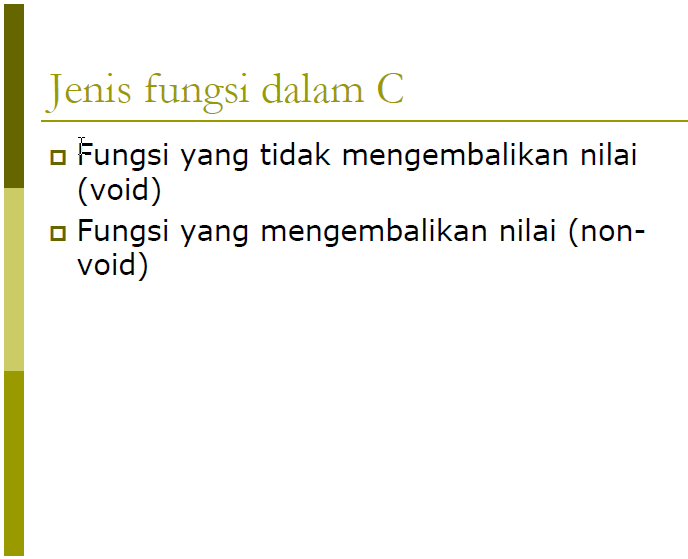 Jenis fungsi dalam C
Fungsi yang tidak mengembalikan nilai
(void)
Fungsi yang mengembalikan nilai (non-
void)